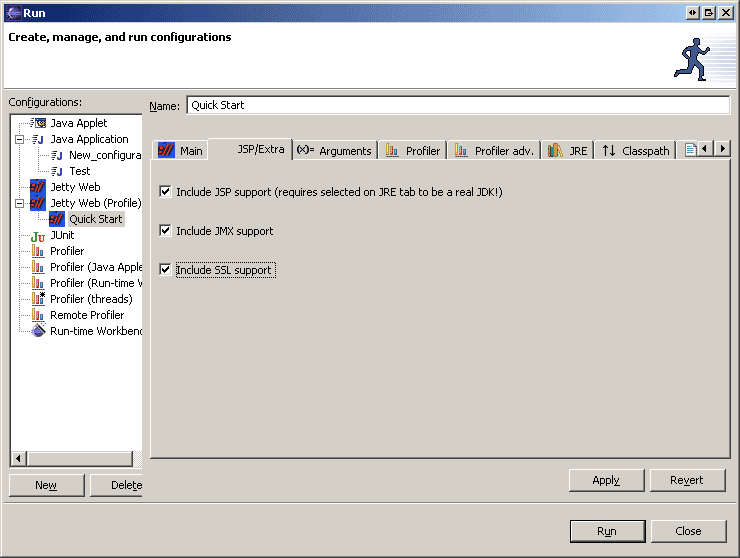 Run
Create, manage, and run configurations
Configurations:
Java Applet
Java Application
New_configura
Test
Jetty Web
Jetty Web (Profile)
Quick Start
JUnit
Profiler
Profiler (Java Apple
Profiler (Run-time W
Profiler (threads)
Remote Profiler
Run-time Workbenc
New
Delete
Name: Quick Start
Main JSP/Extra (x)= Arguments Profiler Profiler adv. JRE Classpath
Include JSP support (requires selected on JRE tab to be a real JDK!)
Include JMX support
Include SSL support
Apply Revert
Run Close